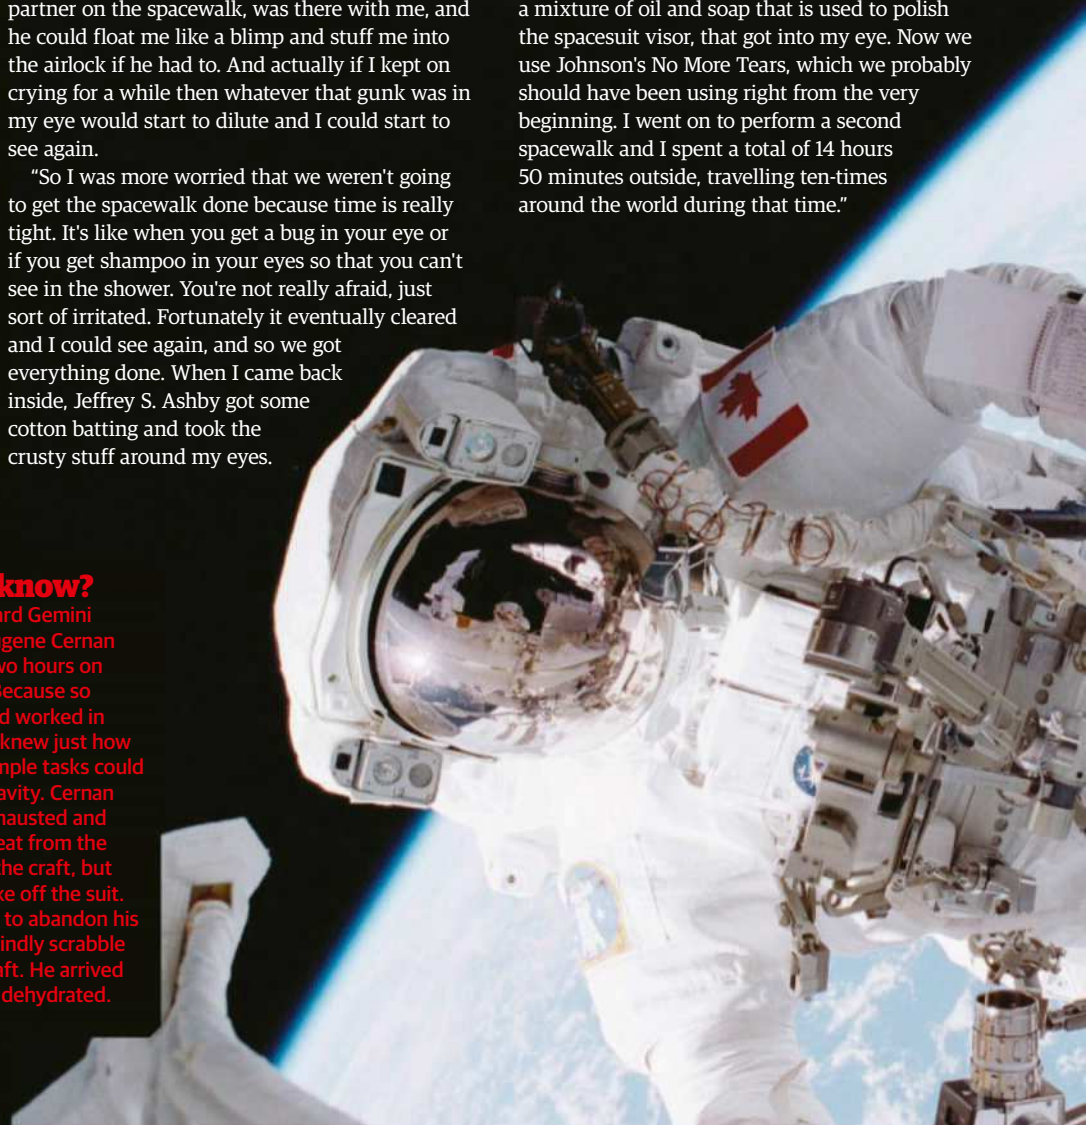 partner on the spacewalk, was there with me, and
he could float me like a blimp and stuff me into
the airlock if he had to. And actually if I kept on
crying for a while then whatever that gunk was in
my eye would start to dilute and I could start to
see again.
“So I was more worried that we weren't going
to get the spacewalk done because time is really
tight. It's like when you get a bug in your eye or
if you get shampoo in your eyes so that you can't
see in the shower. You're not really afraid, just
sort of irritated. Fortunately it eventually cleared
and I could see again, and so we got
everything done. When I came back
inside, Jeffrey S. Ashby got some
cotton batting and took the
crusty stuff around my eyes.
a mixture of oil and soap that is used to polish
the spacesuit visor, that got into my eye. Now we
use Johnson's No More Tears, which we probably
should have been using right from the very
beginning. I went on to perform a second
spacewalk and I spent a total of 14 hours
50 minutes outside, travelling ten-times
around the world during that time.”
know?
Gemini
Cernan
hours on
so
worked in
knew just how
tasks could
Cernan
and
from the
the craft, but
off the suit.
to abandon his
scrabble
He arrived
dehydrated.